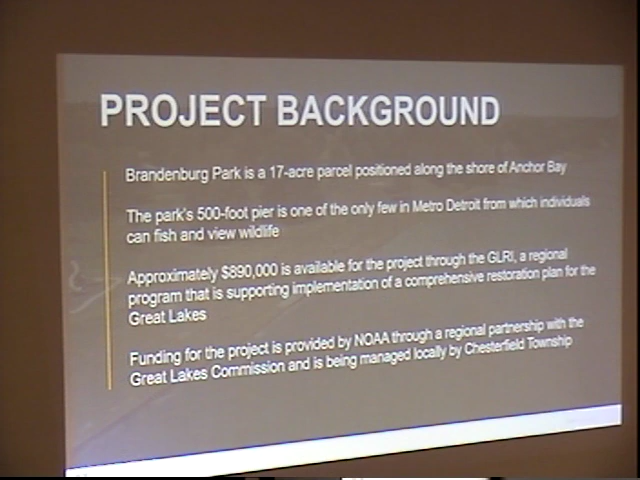 PROJECT BACKGROUND
Brandenburg Park is a 17-acre parcel positioned along the shore of Anchor Bay
The park's 500-foot pier is one of the only few in Metro Detroit from which individuals
can fish and view wildlife
Approximately $890,000 is available for the project through the GLRI, a regional
program that is supporting implementation of a comprehensive restoration plan for the
Great Lakes
Funding for the project is provided by NOAA through a regional partnership with the
Great Lakes Commission and is being managed locally by Chesterfield Township